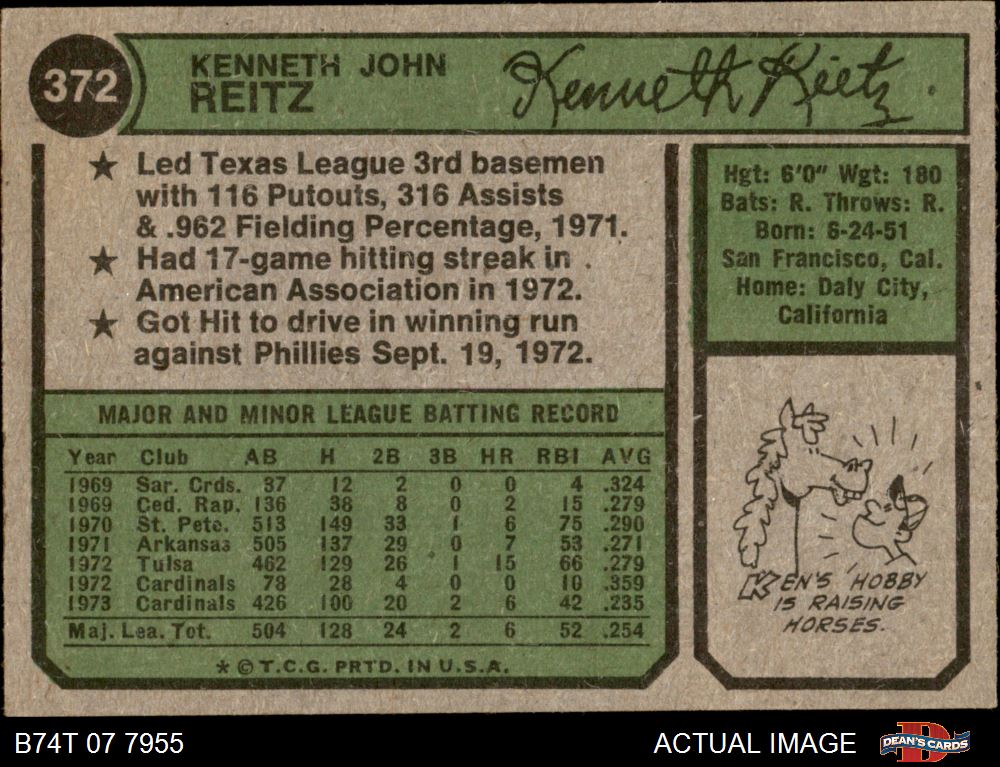 372
KENNETH JOHN
REITZ
Kenneth Rietz
★ Led Texas League 3rd basemen
with 116 Putouts, 316 Assists
& .962 Fielding Percentage, 1971.
★ Had 17-game hitting streak in
American Association in 1972.
★ Got Hit to drive in winning run
against Phillies Sept. 19, 1972.
Hgt: 6'0" Wgt: 180
Bats: R. Throws: R.
Born: 6-24-51
San Francisco, Cal.
Home: Daly City,
California
MAJOR AND MINOR LEAGUE BATTING RECORD
Year Club AB H 2B 3B HR RBI AVG
1969 Sar. Crds. 37 12 2 0 0 4 .324
1969 Ced. Rap. 136 38 8 0 2 15 .279
1970 St. Pete. 513 149 33 1 6 75 .290
1971 Arkansas 505 137 29 0 7 53 .271
1972 Tulsa 462 129 26 1 15 66 .279
1972 Cardinals 78 28 4 0 0 10 .359
1973 Cardinals 426 100 20 2 6 42 .235
Maj. Lea. Tot. 504 128 24 2 6 52 .254
* © T.C.G. PRTD. IN U.S.A.
KEN'S HOBBY
IS RAISING
HORSES.
B74T 07 7955
ACTUAL IMAGE
DEAN'S CARDS